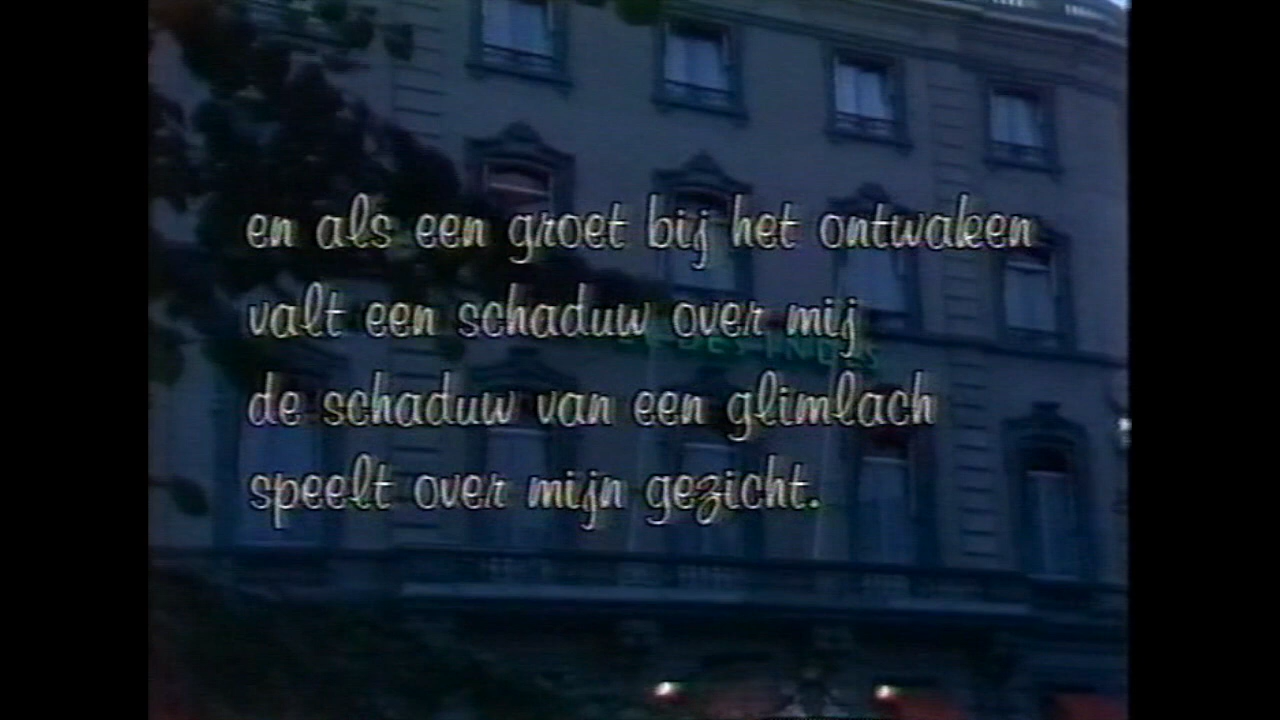 en als een groet bij het ontwaken
valt een schaduw over mij
de schaduw van een glimlach
speelt over mijn gezicht.